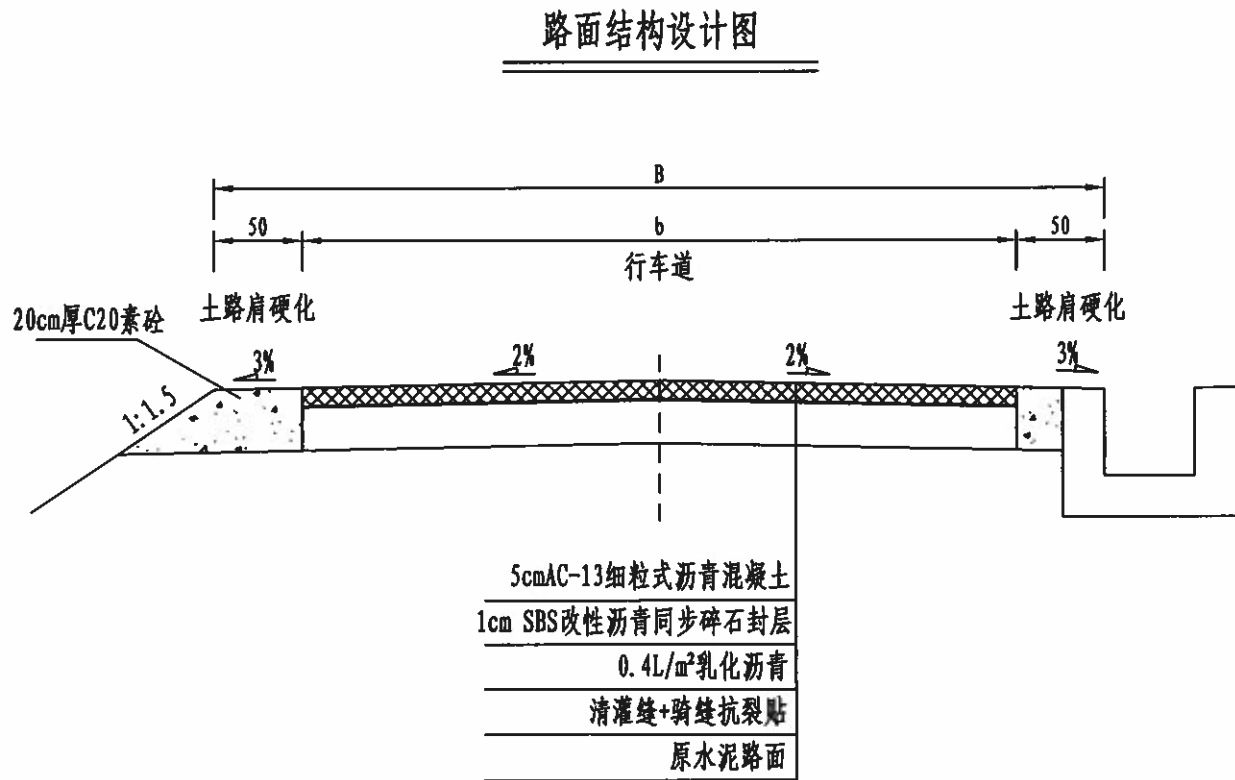 路面结构设计图
B
50 b 50
行车道
土路肩硬化 土路肩硬化
20cm厚C20素砼
3% 2% 2% 3%
1:1.5
5cmAC-13细粒式沥青混凝土
1cm SBS改性沥青同步碎石封层
0.4L/m²乳化沥青
清灌缝+骑缝抗裂贴
原水泥路面